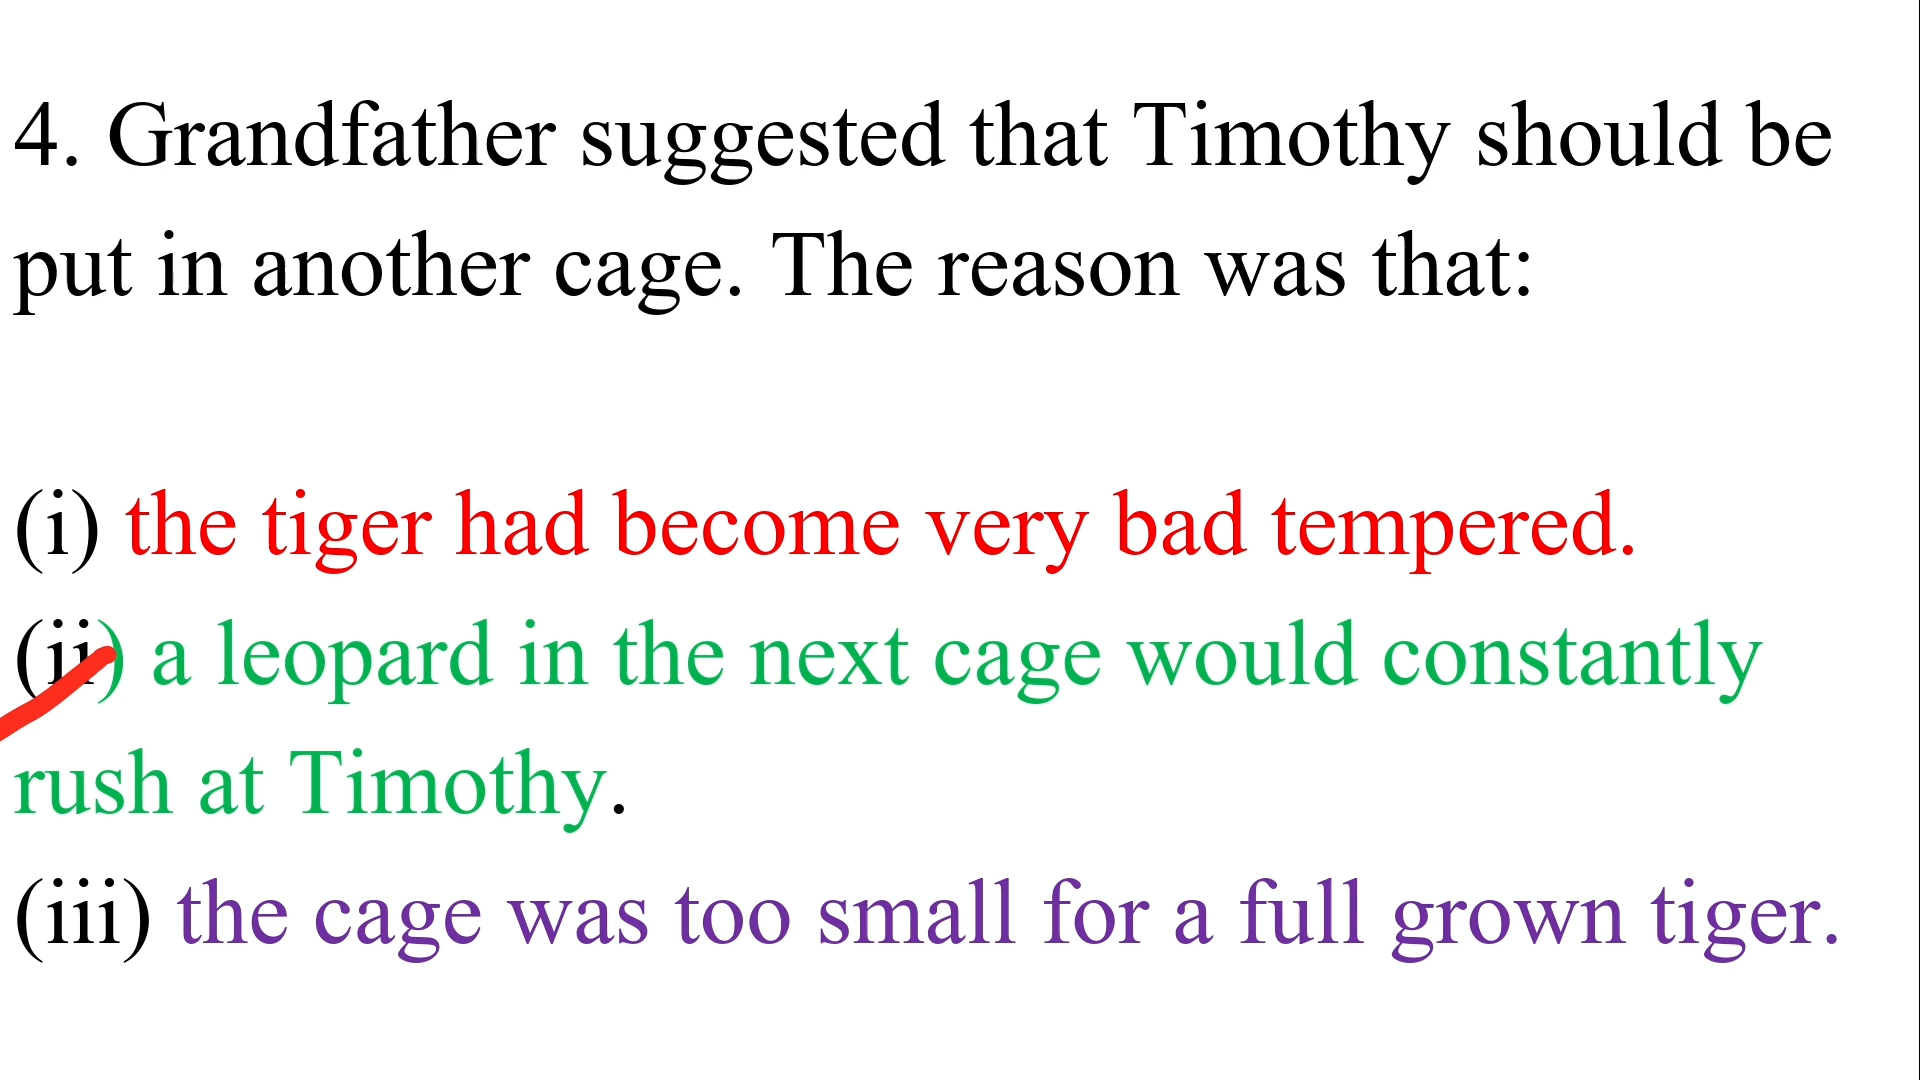 4. Grandfather suggested that Timothy should be
put in another cage. The reason was that:
(i) the tiger had become very bad tempered.
(ii) a leopard in the next cage would constantly
rush at Timothy.
(iii) the cage was too small for a full grown tiger.